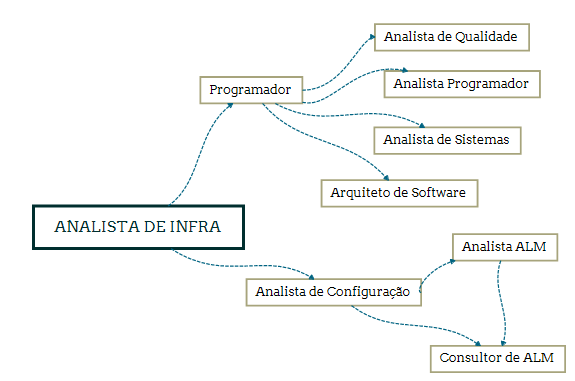 Analista de Qualidade
Programador
Analista Programador
Analista de Sistemas
Arquiteto de Software
ANALISTA DE INFRA
Analista ALM
Analista de Configuração
Consultor de ALM